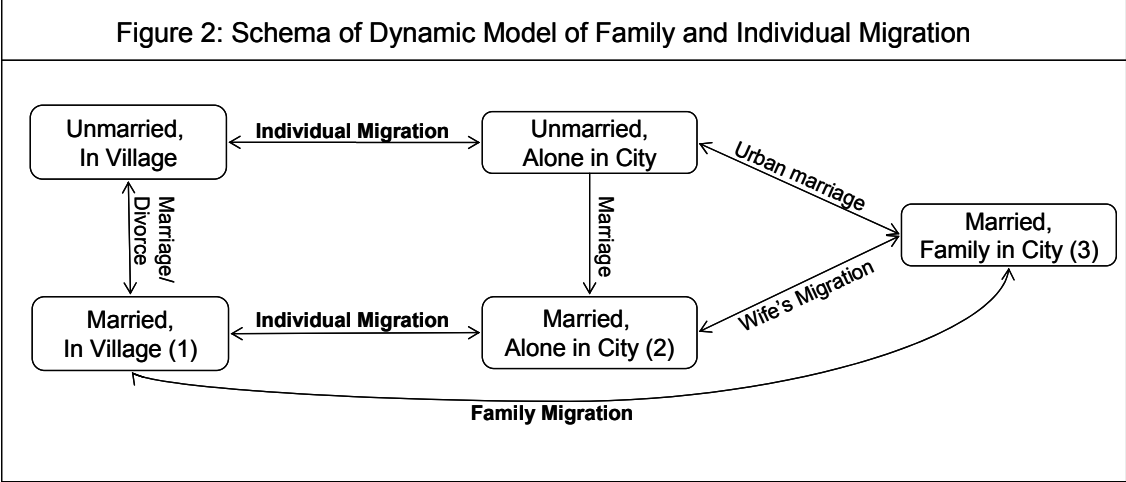 Figure 2: Schema of Dynamic Model of Family and Individual Migration
Unmarried,
In Village
Individual Migration
Unmarried,
Alone in City
Urban marriage
Marriage/
Divorce
Marriage
Married,
Family in City (3)
Married,
In Village (1)
Individual Migration
Married,
Alone in City (2)
Wife’s Migration
Family Migration